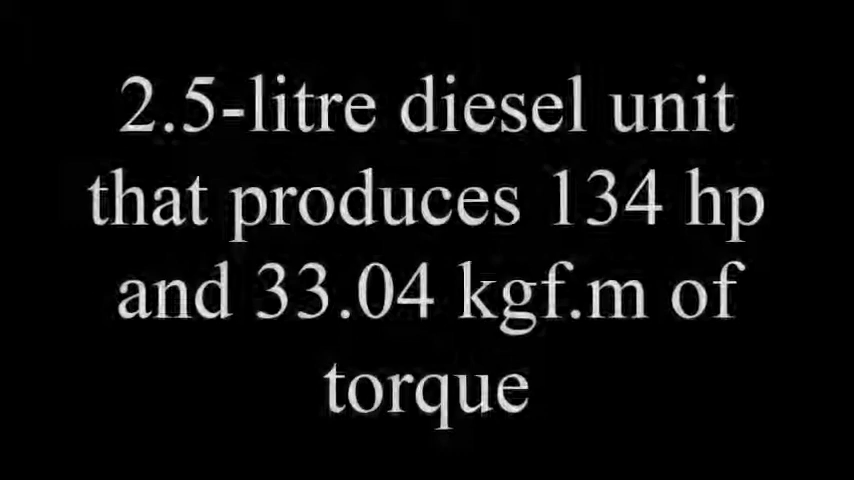 2.5-litre diesel unit
that produces 134 hp
and 33.04 kgf.m of
torque